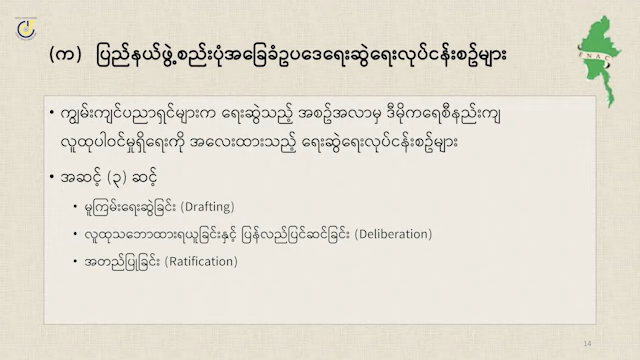 (က) ပြည်နယ်ဖွဲ့စည်းပုံအခြေခံဥပဒေရေးဆွဲရေးလုပ်ငန်းစဉ်များ
• ကျွမ်းကျင်ပညာရှင်များက ရေးဆွဲသည့် အစဉ်အလာမှ ဒီမိုကရေစီနည်းကျ
လူထုပါဝင်မှုရှိရေးကို အလေးထားသည့် ရေးဆွဲရေးလုပ်ငန်းစဉ်များ
• အဆင့် (၃) ဆင့်
• မူကြမ်းရေးဆွဲခြင်း (Drafting)
• လူထုသဘောထားရယူခြင်းနှင့် ပြန်လည်ပြင်ဆင်ခြင်း (Deliberation)
• အတည်ပြုခြင်း (Ratification)
14